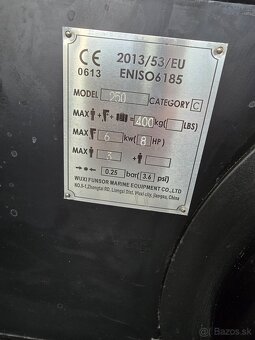 CE 2013/53/EU
0613 ENISO6185
MODEL 250 CATEGORY C
MAX + + = 400 kg( LBS)
MAX 6 kw( 8 HP)
MAX 3 +
0.25 bar( 3.6 psi)
WUXI FUNSOR MARINE EQUIPMENT CO.,LTD
bazos.sk